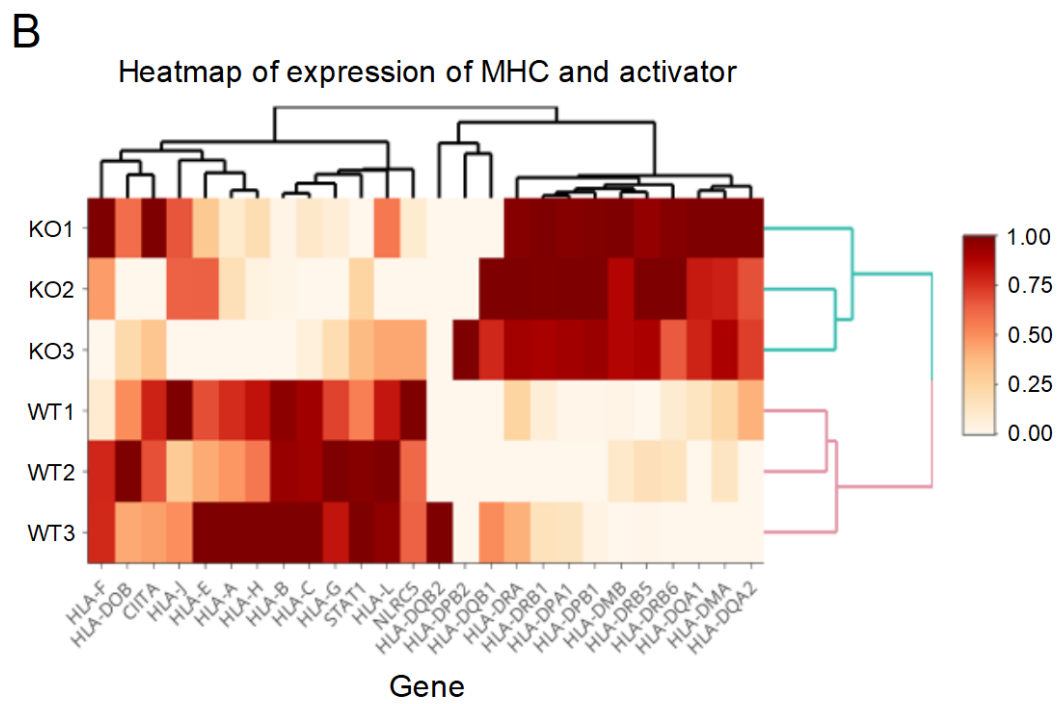 B
Heatmap of expression of MHC and activator
KO1
KO2
KO3
WT1
WT2
WT3
1.00
0.75
0.50
0.25
0.00
HLA-F
HLA-DOB
CIITA
HLA-J
HLA-E
HLA-A
HLA-H
HLA-B
HLA-C
HLA-G
STAT1
HLA-L
NLRC5
HLA-DQB2
HLA-DPB2
HLA-DQB1
HLA-DRA
HLA-DRB1
HLA-DPA1
HLA-DPB1
HLA-DMB
HLA-DRB5
HLA-DRB6
HLA-DQA1
HLA-DMA
HLA-DQA2
Gene